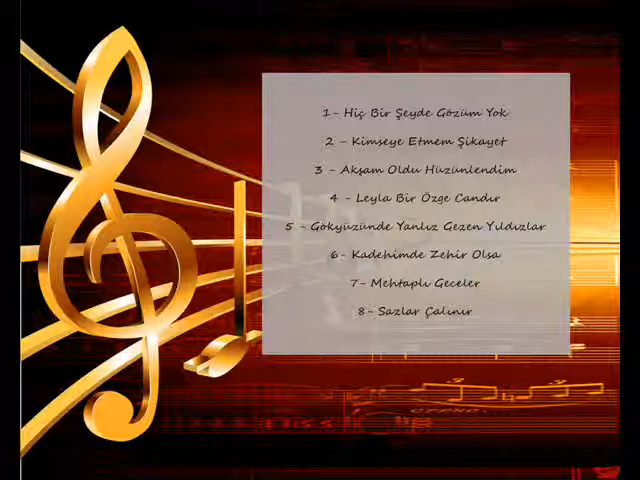 1- Hiç Bir Şeyde Gözüm Yok
2 - Kimseye Etmem Şikayet
3 - Akşam Oldu Hüzünlendim
4 - Leyla Bir Özge Candır
5 - Gökyüzünde Yanlız Gezen Yıldızlar
6- Kadehimde Zehir Olsa
7- Mehtaplı Geceler
8- Sazlar Çalınır